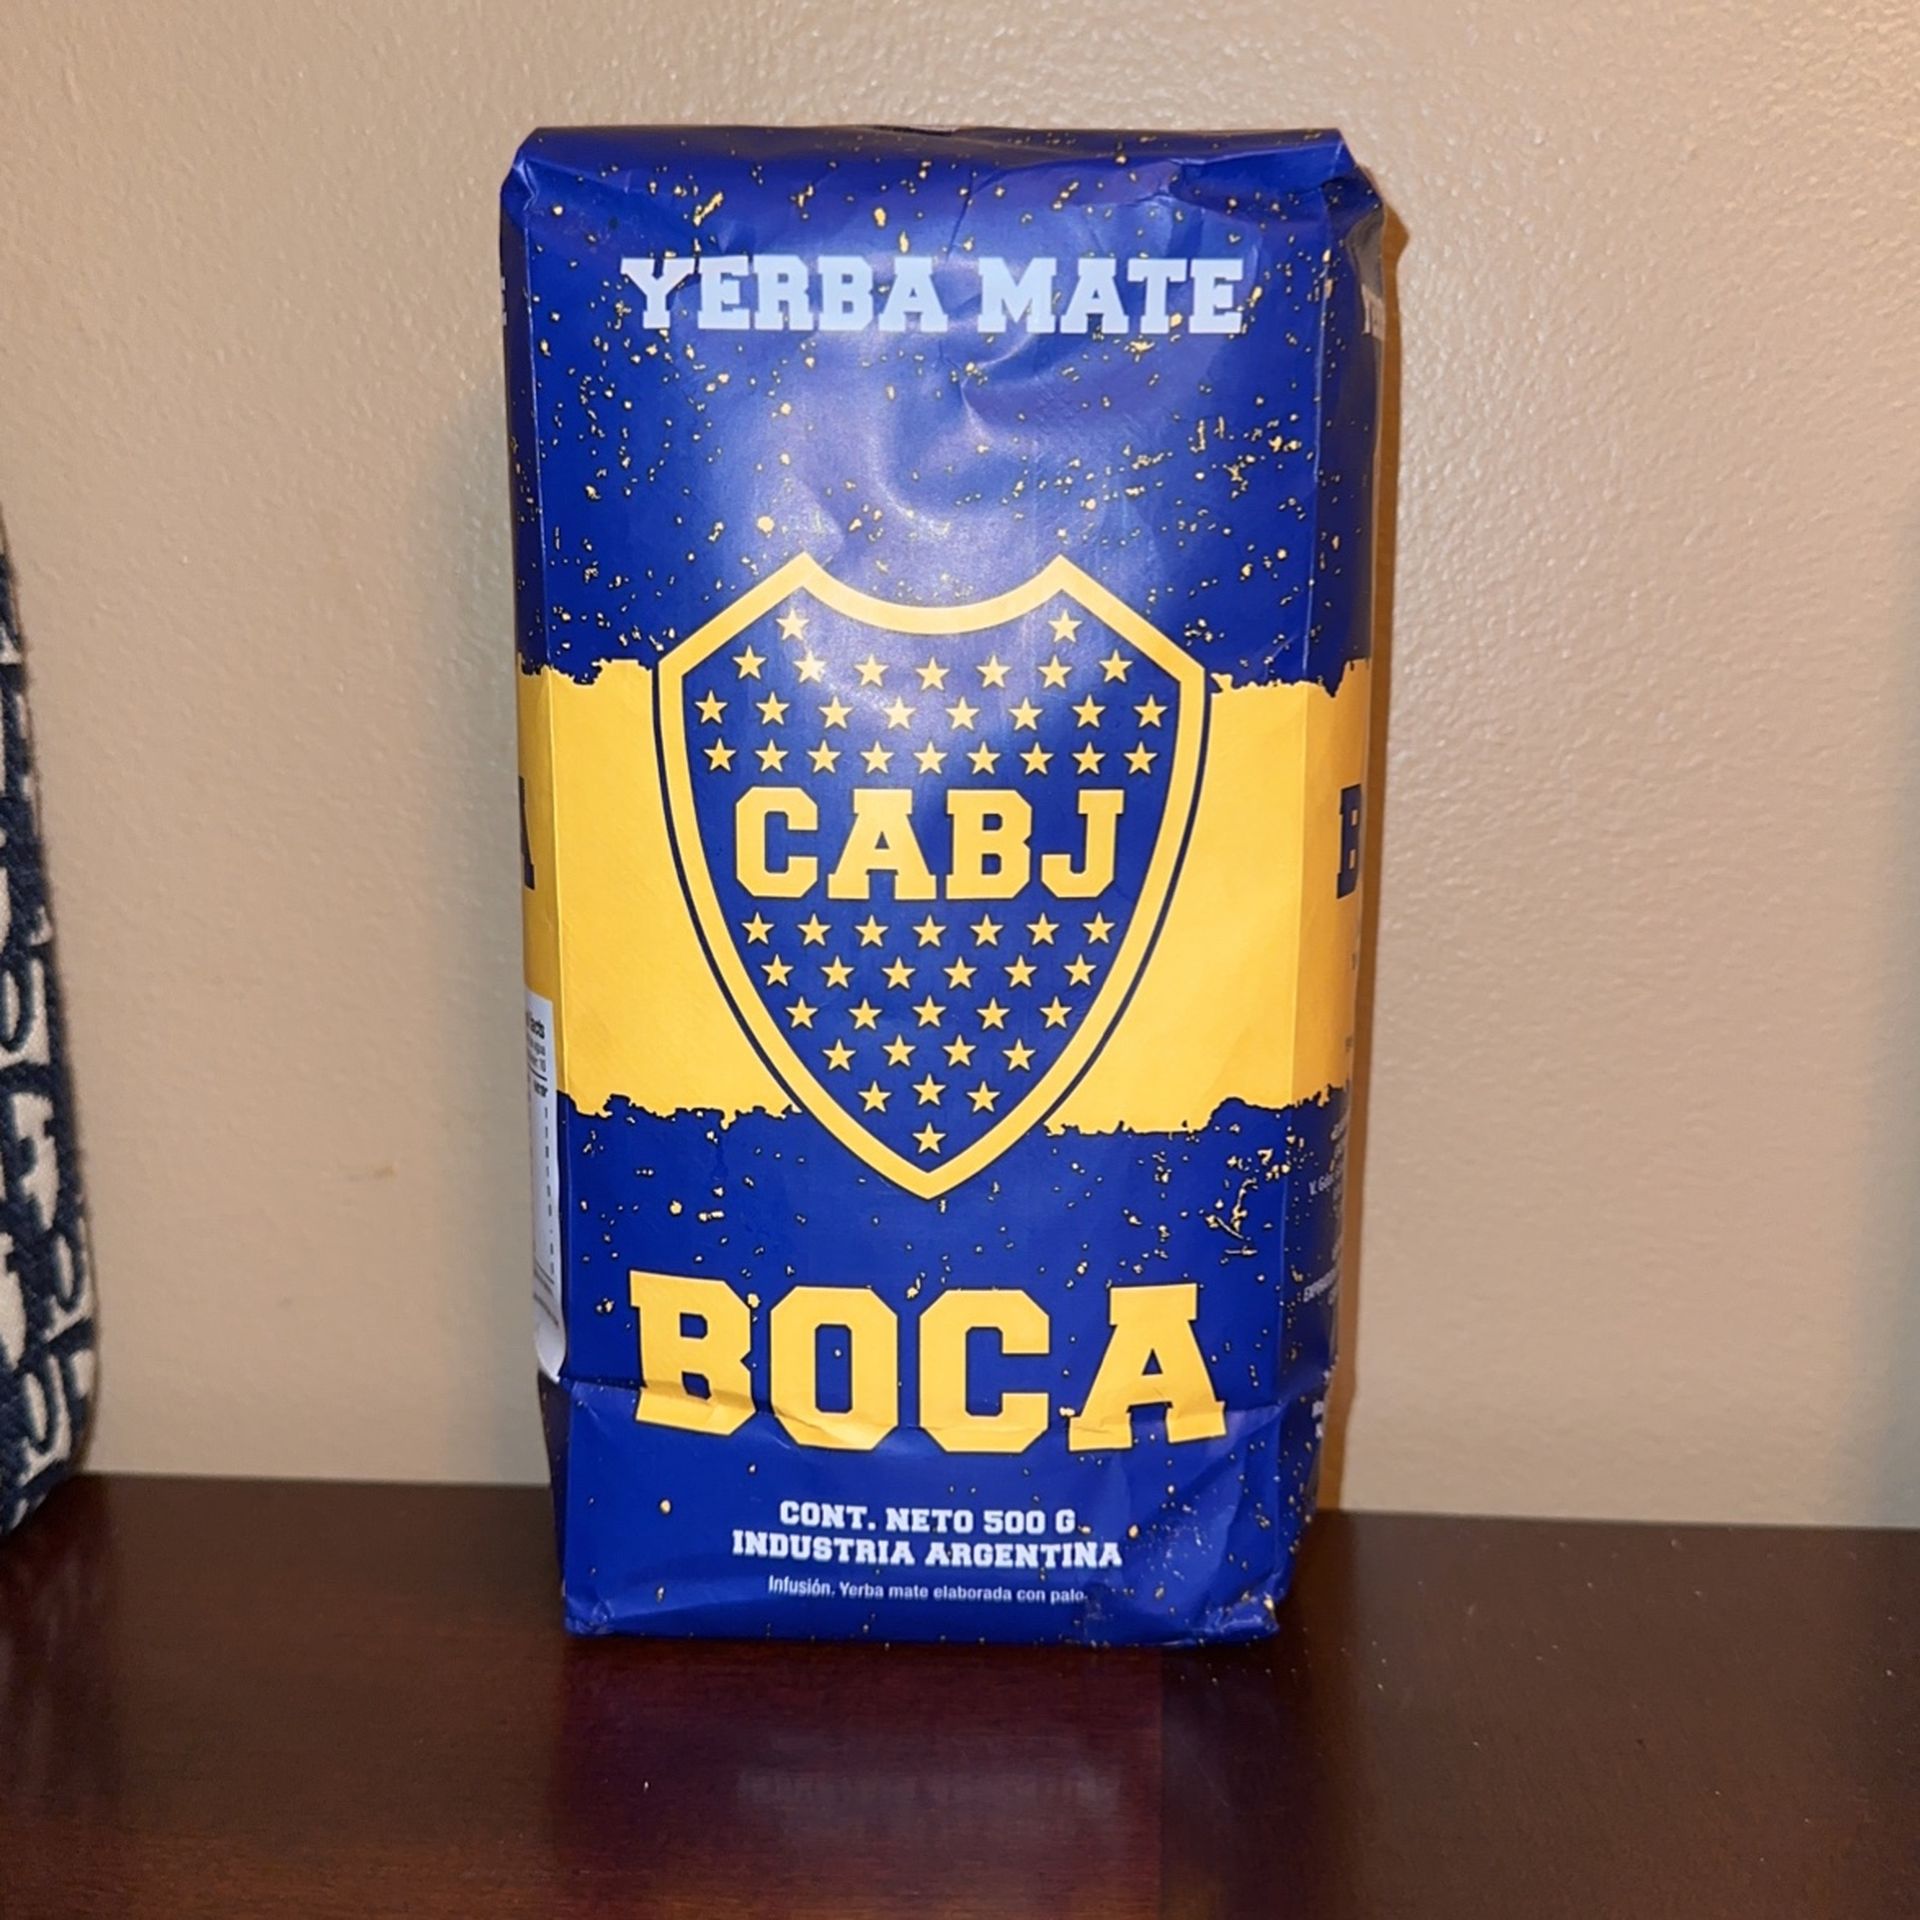 YERBA MATE
CABJ
BOCA
CONT. NETO 500 G.
INDUSTRIA ARGENTINA
Infusión. Yerba mate elaborada con palo.